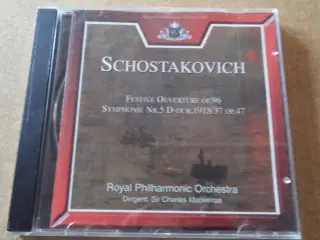 SCHOSTAKOVICH
FESTIVE OUVERTURE OP.96
SYMPHONIE NR.5 D-DUR, 1918/37 OP.47
Royal Philharmonic Orchestra
Dirigent, Sir Charles Mackerras